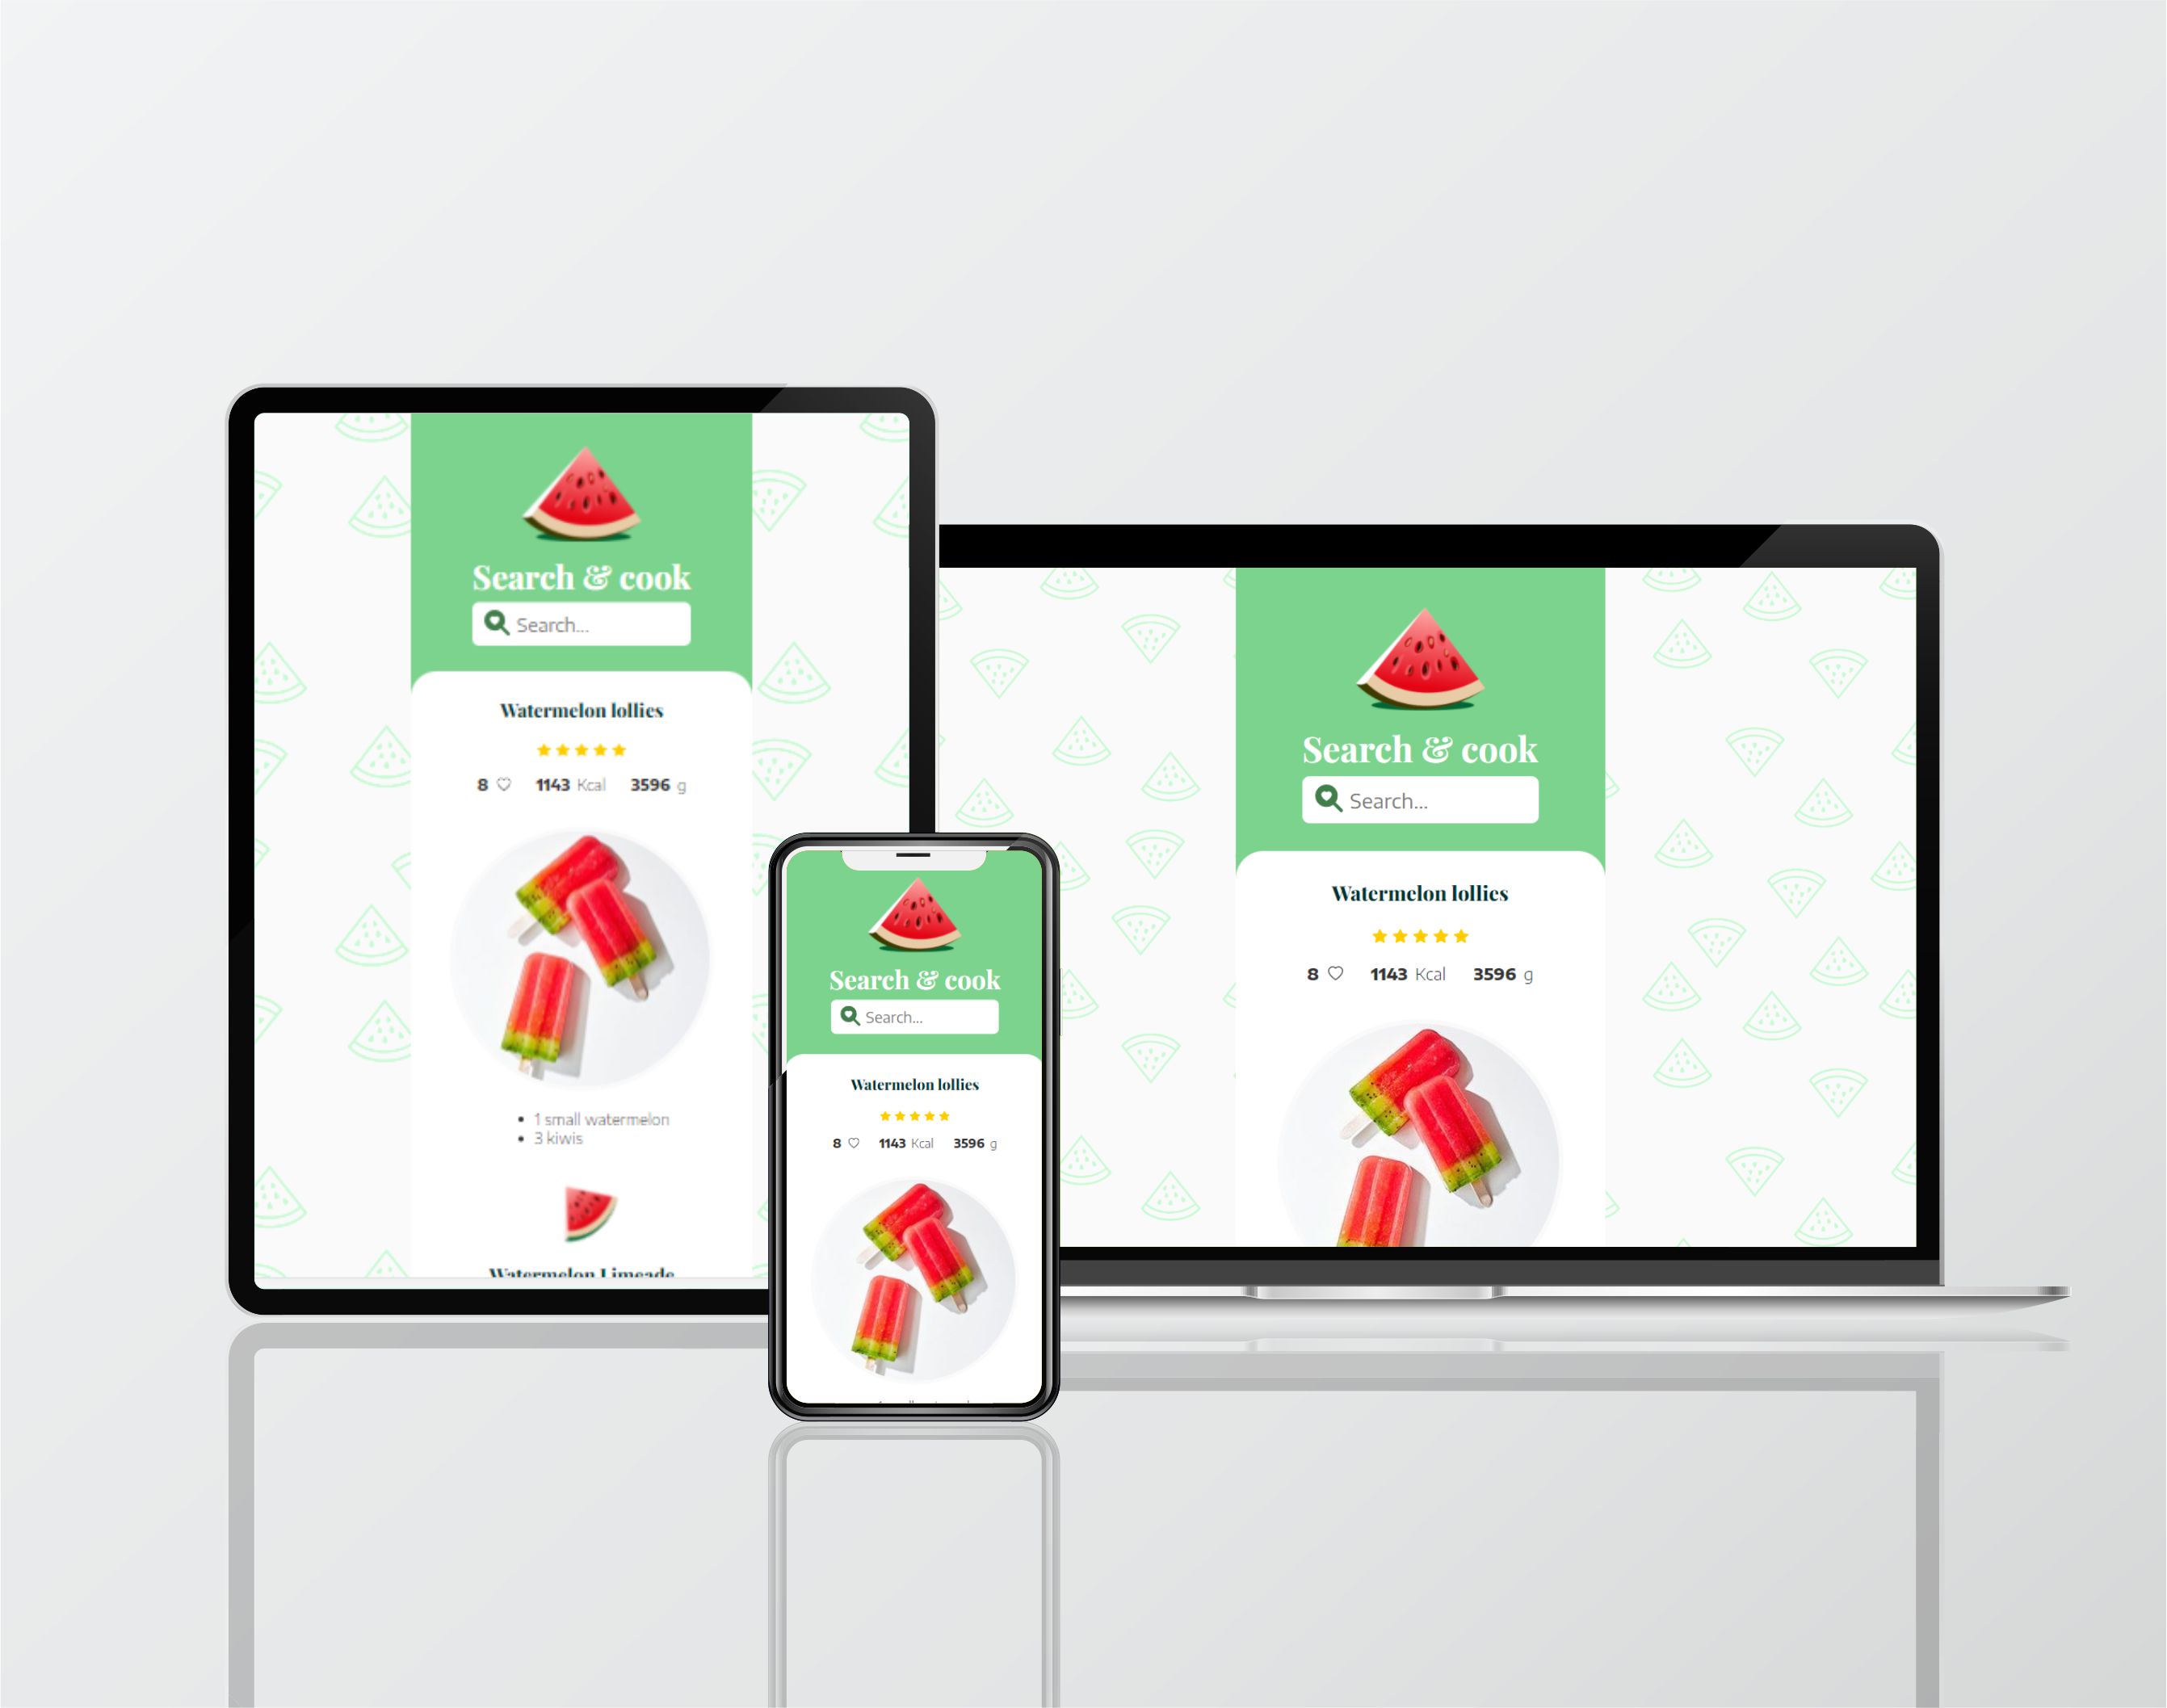 Search & cook
Search...
Watermelon lollies
8 1143 Kcal 3596 g
1 small watermelon
3 kiwis
Watermelon Limeade
Search & cook
Search...
Watermelon lollies
8 1143 Kcal 3596 g
Search & cook
Search...
Watermelon lollies
8 1143 Kcal 3596 g